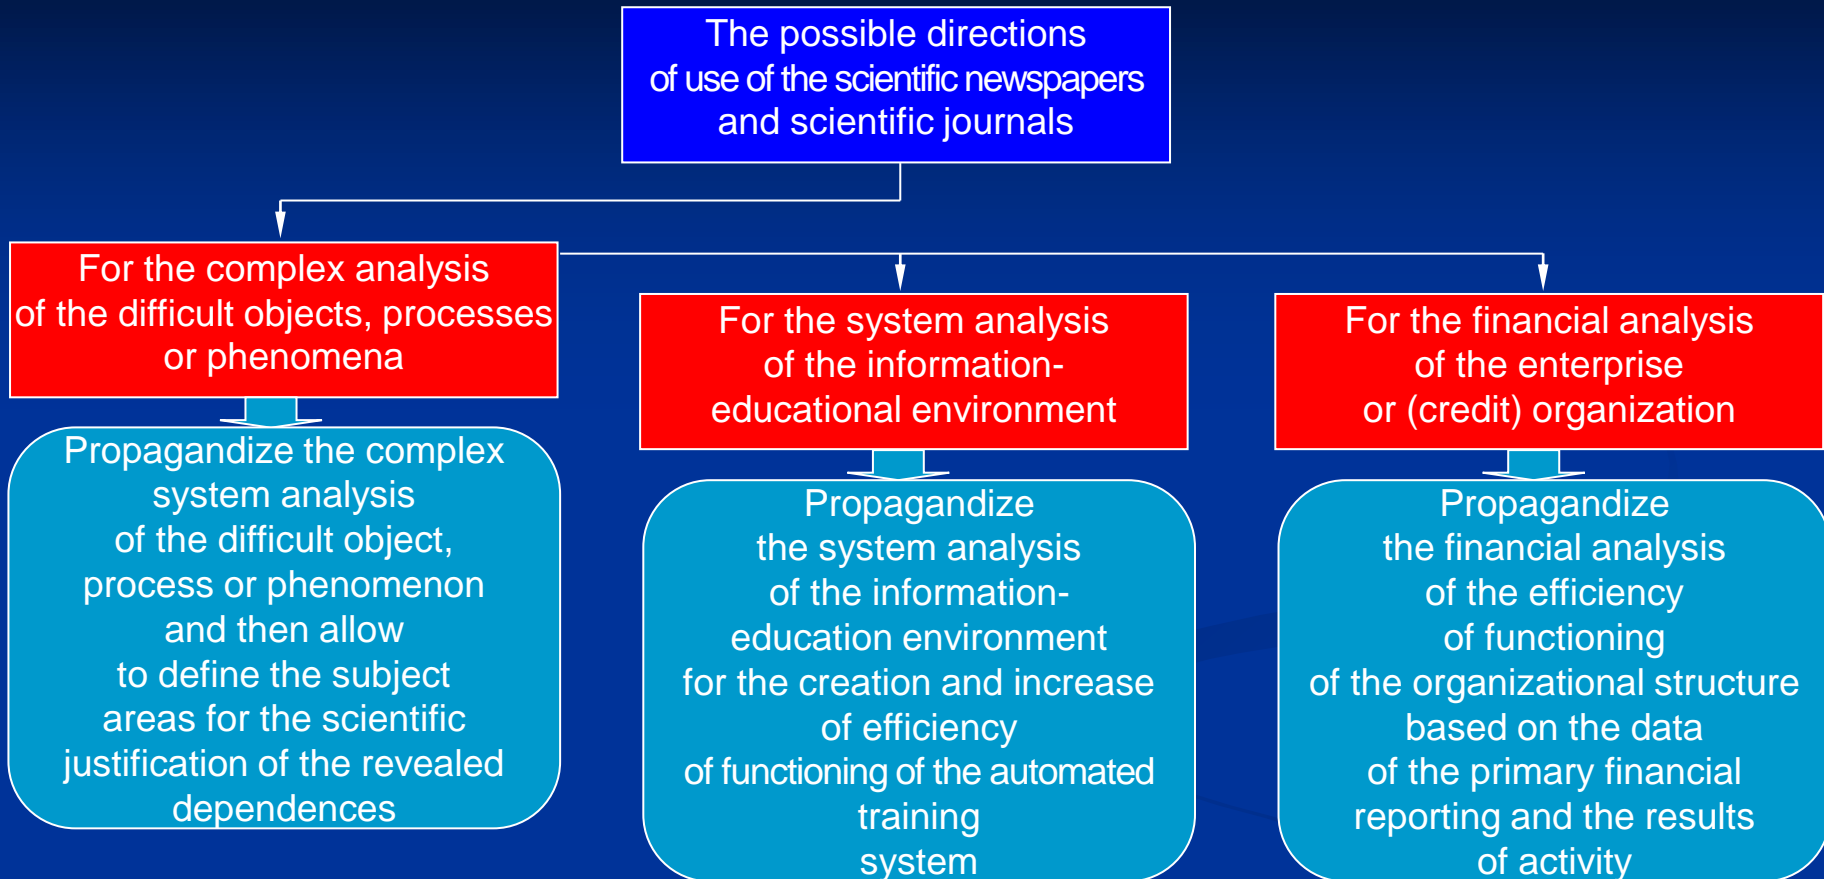 The possible directions
of use of the scientific newspapers
and scientific journals
For the complex analysis
of the difficult objects, processes
or phenomena
For the system analysis
of the information-
educational environment
For the financial analysis
of the enterprise
or (credit) organization
Propagandize the complex
system analysis
of the difficult object,
process or phenomenon
and then allow
to define the subject
areas for the scientific
justification of the revealed
dependences
Propagandize
the system analysis
of the information-
education environment
for the creation and increase
of efficiency
of functioning of the automated
training
system
Propagandize
the financial analysis
of the efficiency
of functioning
of the organizational structure
based on the data
of the primary financial
reporting and the results
of activity